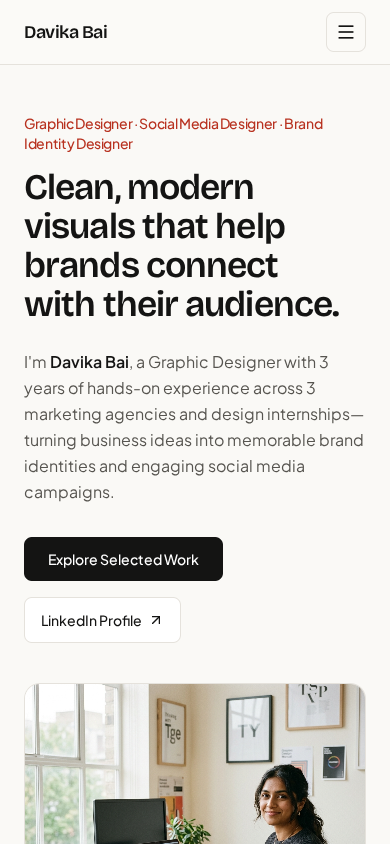 Davika Bai
Graphic Designer · Social Media Designer · Brand
Identity Designer
Clean, modern
visuals that help
brands connect
with their audience.
I'm Davika Bai, a Graphic Designer with 3
years of hands-on experience across 3
marketing agencies and design internships—
turning business ideas into memorable brand
identities and engaging social media
campaigns.
Explore Selected Work
LinkedIn Profile
Tge
TY